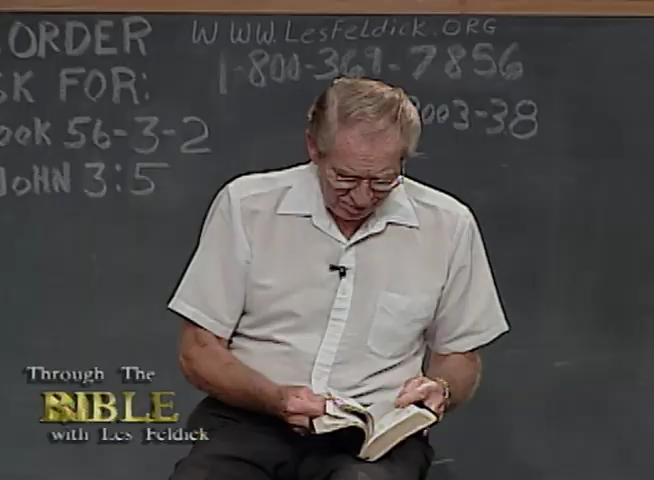 ORDER
WWW.LESFELDICK.ORG
SK FOR:
1-800-369-7856
OOK 56-3-2
003-38
JOHN 3:5
Through The
BIBLE
with Les Feldick